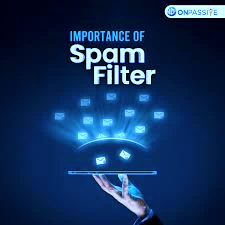 ONPASSIVE
IMPORTANCE OF
Spam
Filter